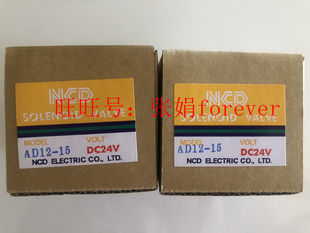 NCD
SOLENOID VALVE
MODEL VOLT
AD12-15 DC24V
NCD ELECTRIC CO., LTD.
NCD
SOLENOID VALVE
MODEL VOLT
AD12-15 DC24V
NCD ELECTRIC CO., LTD.
旺旺号：张娟forever